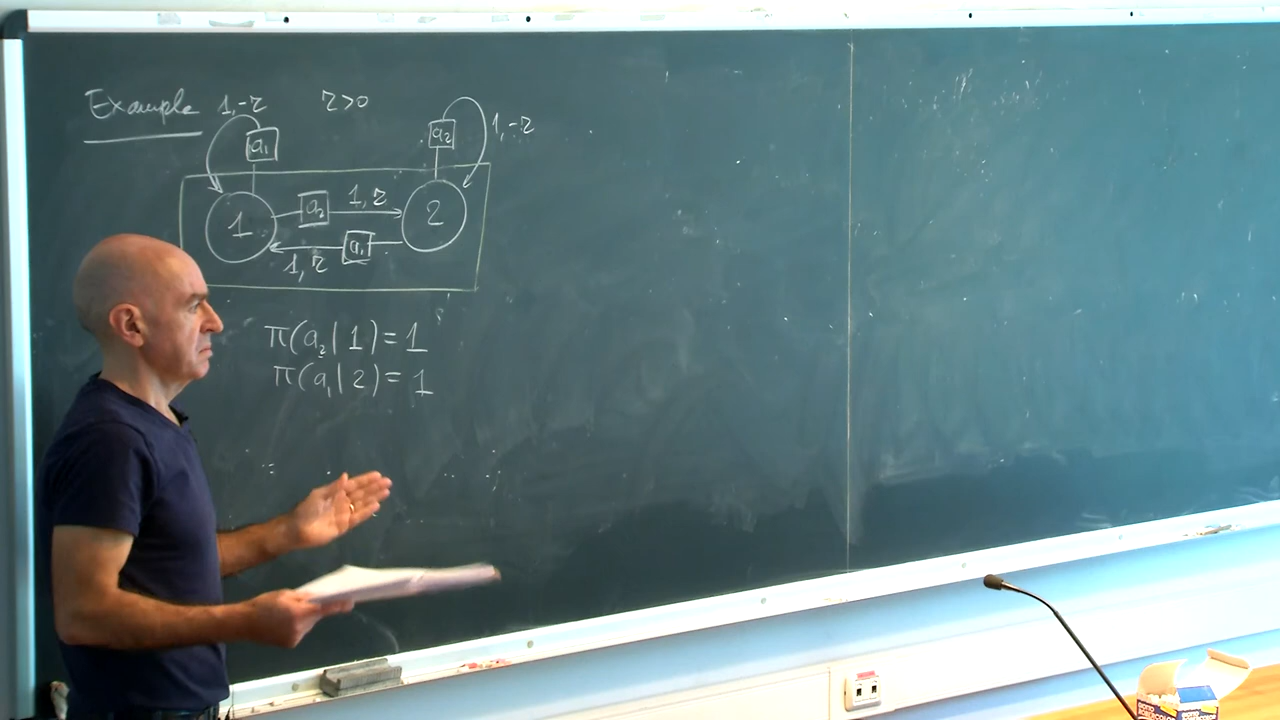 Example 1,-r r>0
a₁ a₂ 1,-r
1 a₂ 1, r 2
1, r a₁
π(a₂|1)=1
π(a₁|2)=1